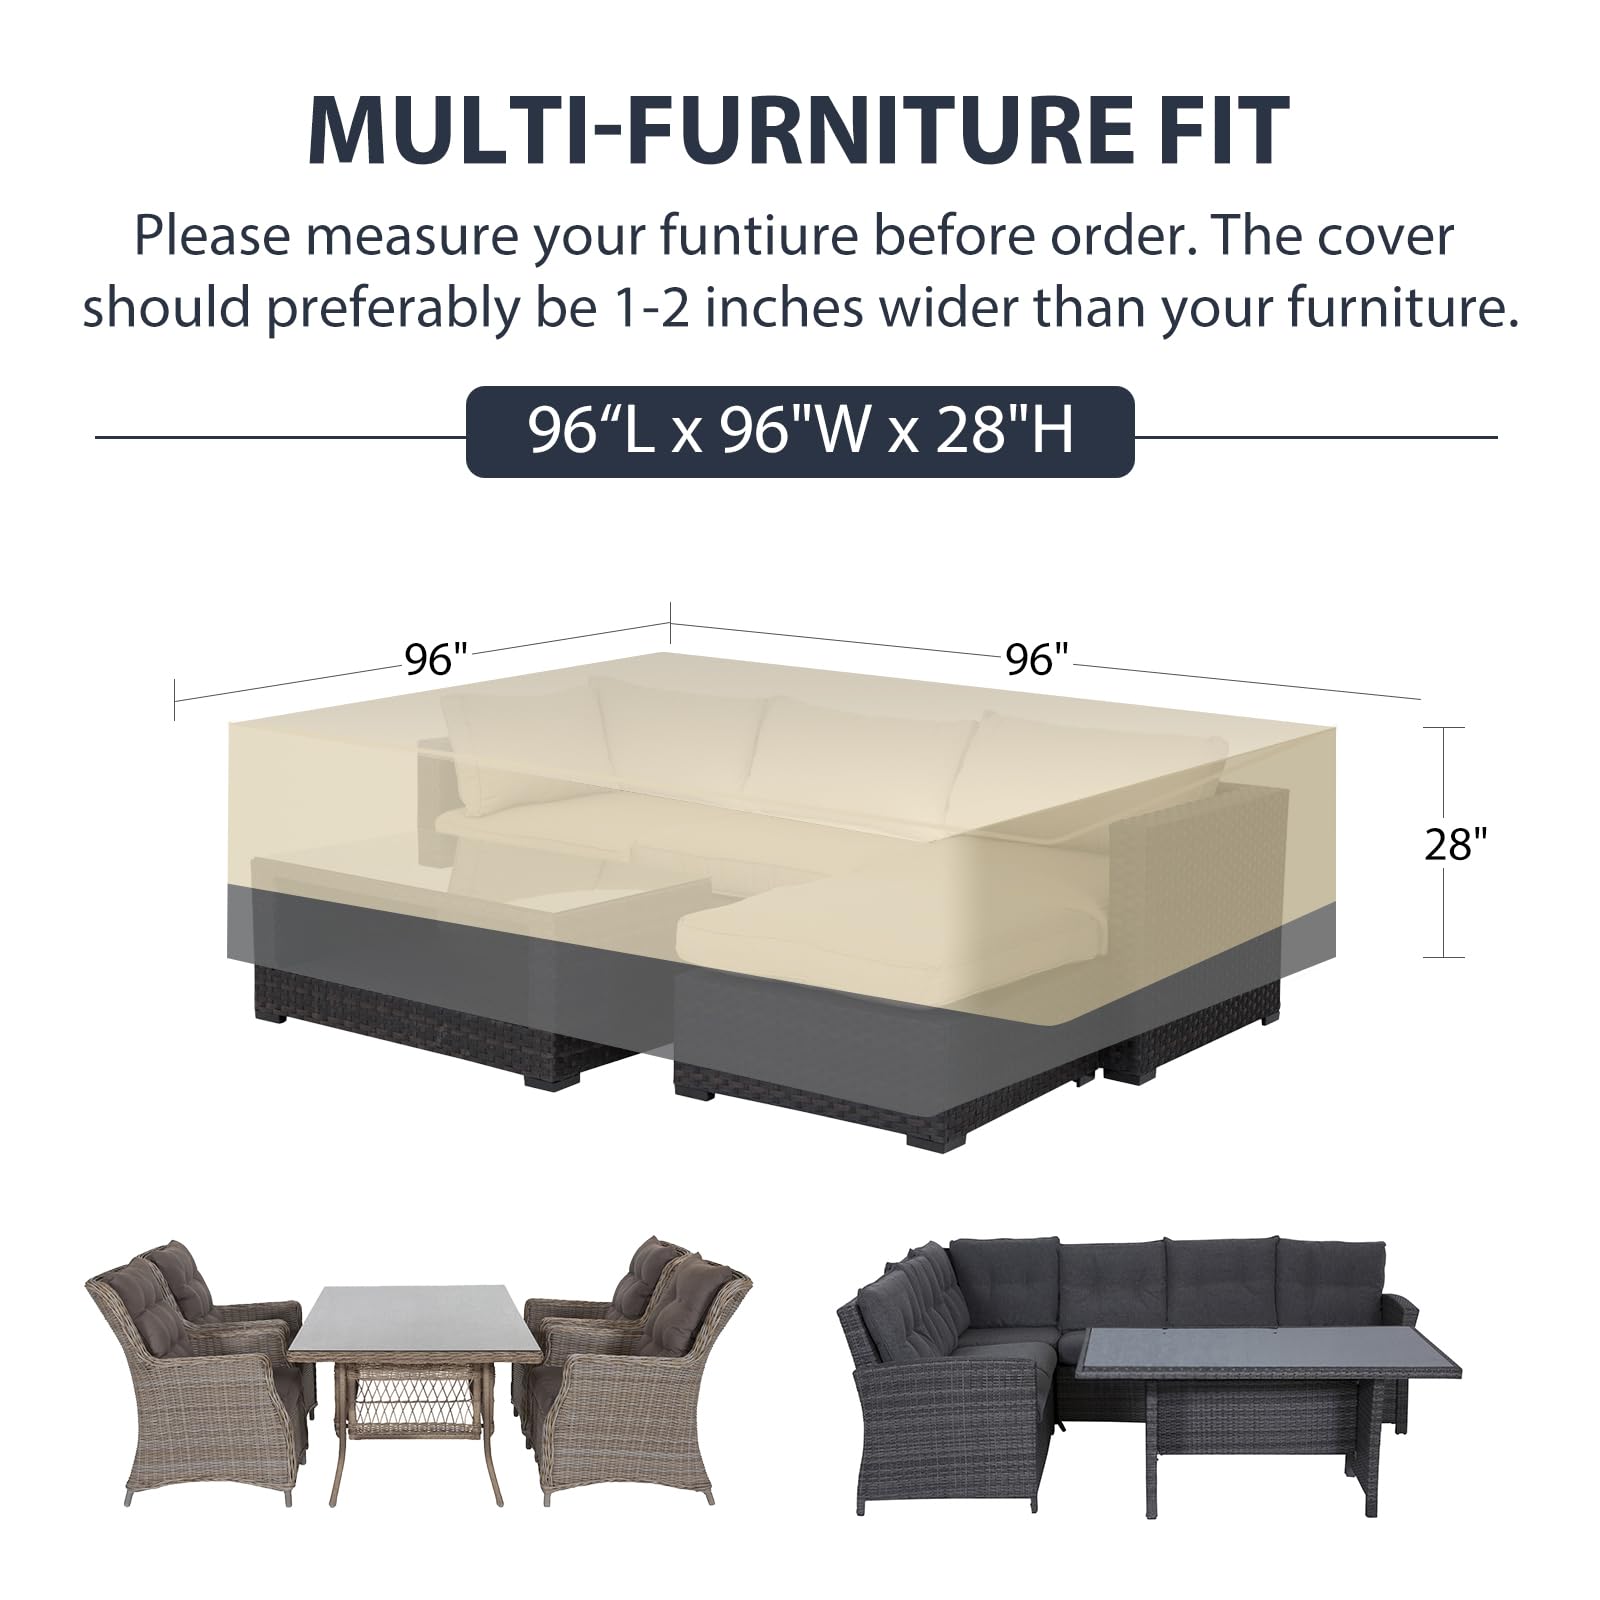 MULTI-FURNITURE FIT
Please measure your funtiure before order. The cover
should preferably be 1-2 inches wider than your furniture.
96“L x 96"W x 28"H
96"
96"
28"